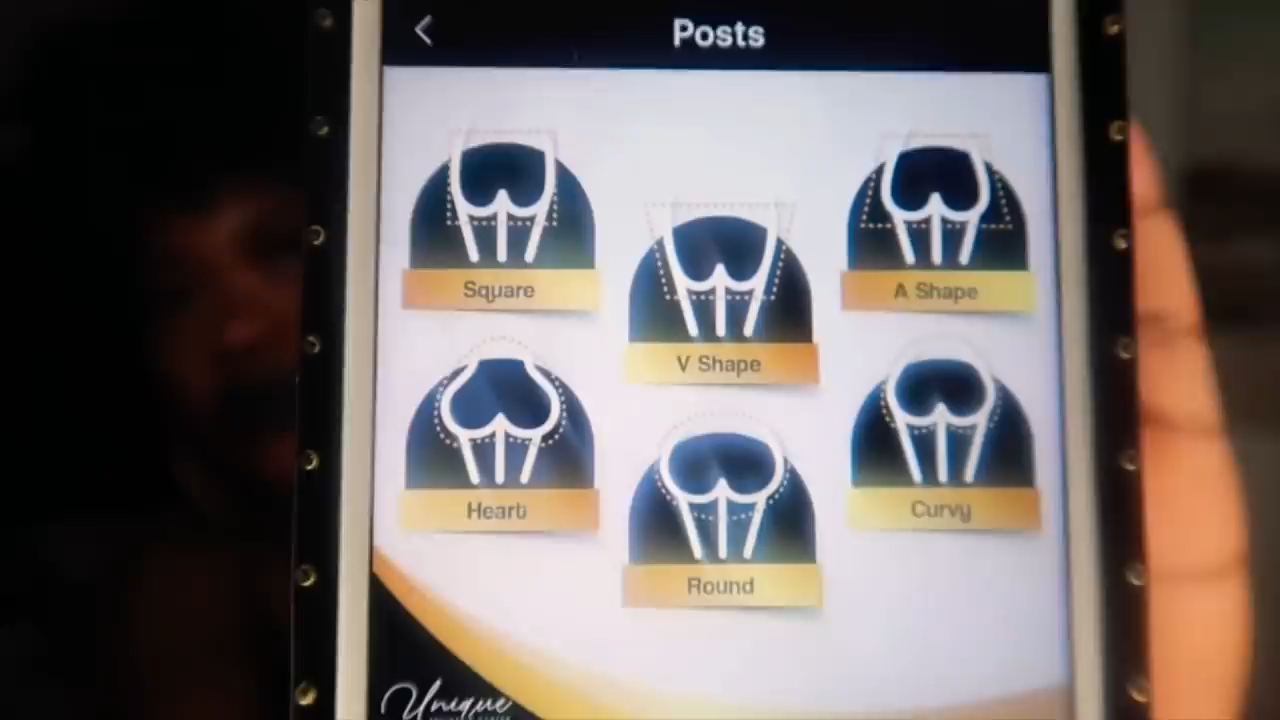 Posts
Square
A Shape
V Shape
Heart
Curvy
Round
Unique